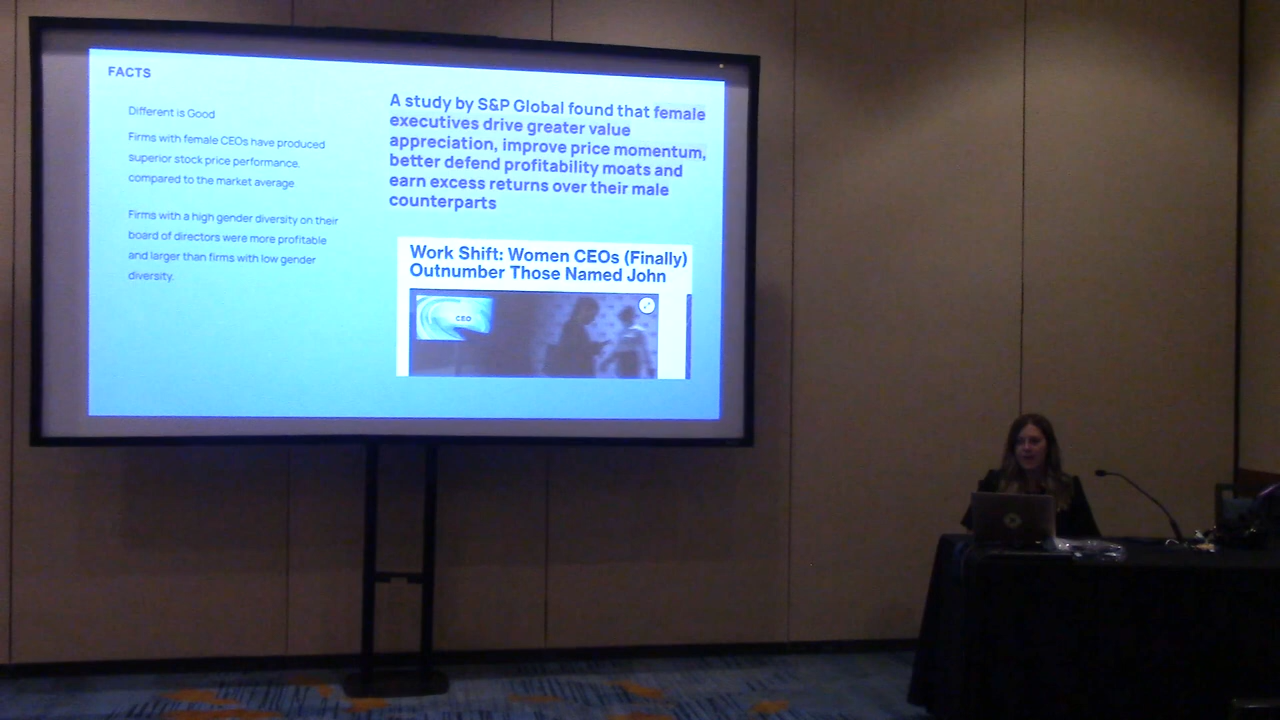 FACTS
Different is Good
Firms with female CEOs have produced
superior stock price performance,
compared to the market average
Firms with a high gender diversity on their
board of directors were more profitable
and larger than firms with low gender
diversity.
A study by S&P Global found that female
executives drive greater value
appreciation, improve price momentum,
better defend profitability moats and
earn excess returns over their male
counterparts
Work Shift: Women CEOs (Finally)
Outnumber Those Named John
CEO